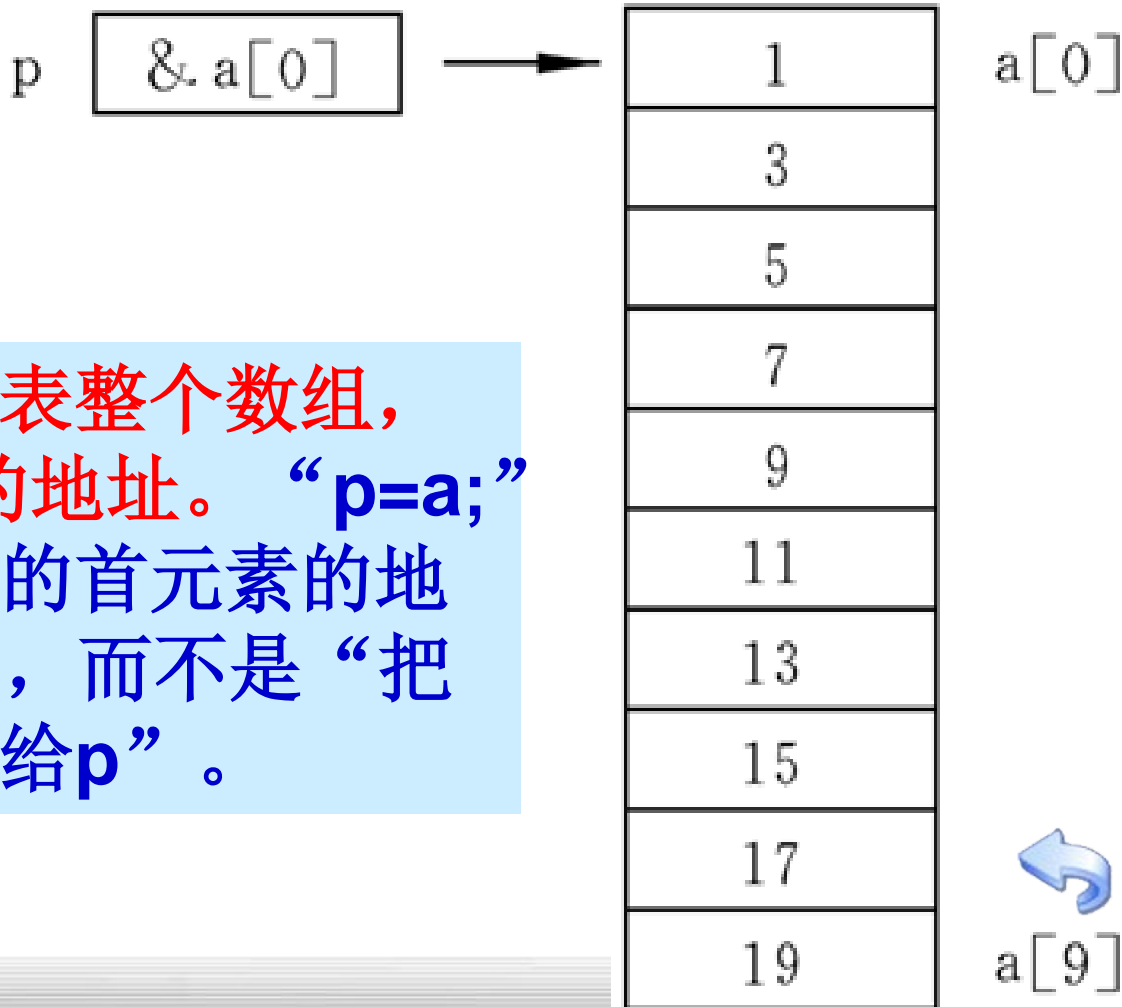 p
&a[0]
1
a[0]
3
5
7
9
11
13
15
17
19
a[9]
表整个数组，
的地址。“p=a;”
的首元素的地
，而不是“把
给p”。